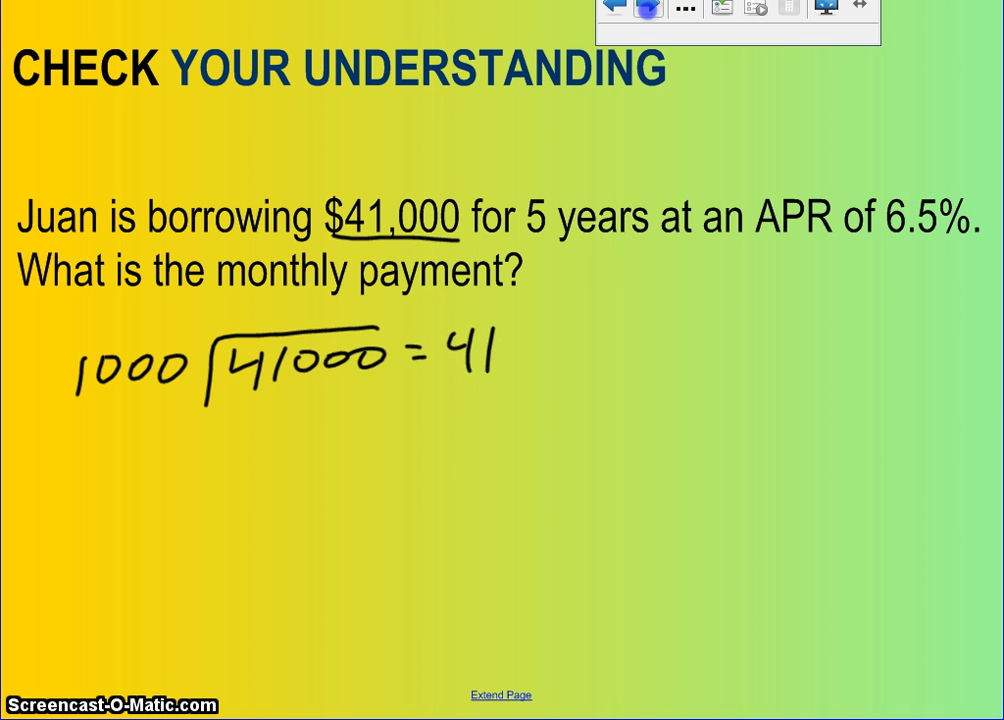 CHECK YOUR UNDERSTANDING
Juan is borrowing $41,000 for 5 years at an APR of 6.5%.
What is the monthly payment?
1000 41000 = 41
Extend Page
Screencast-O-Matic.com